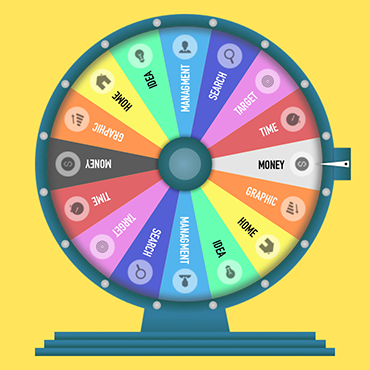 MANAGMENT
SEARCH
TARGET
TIME
MONEY
GRAPHIC
HOME
IDEA
MANAGMENT
SEARCH
TARGET
TIME
MONEY
GRAPHIC
HOME
IDEA